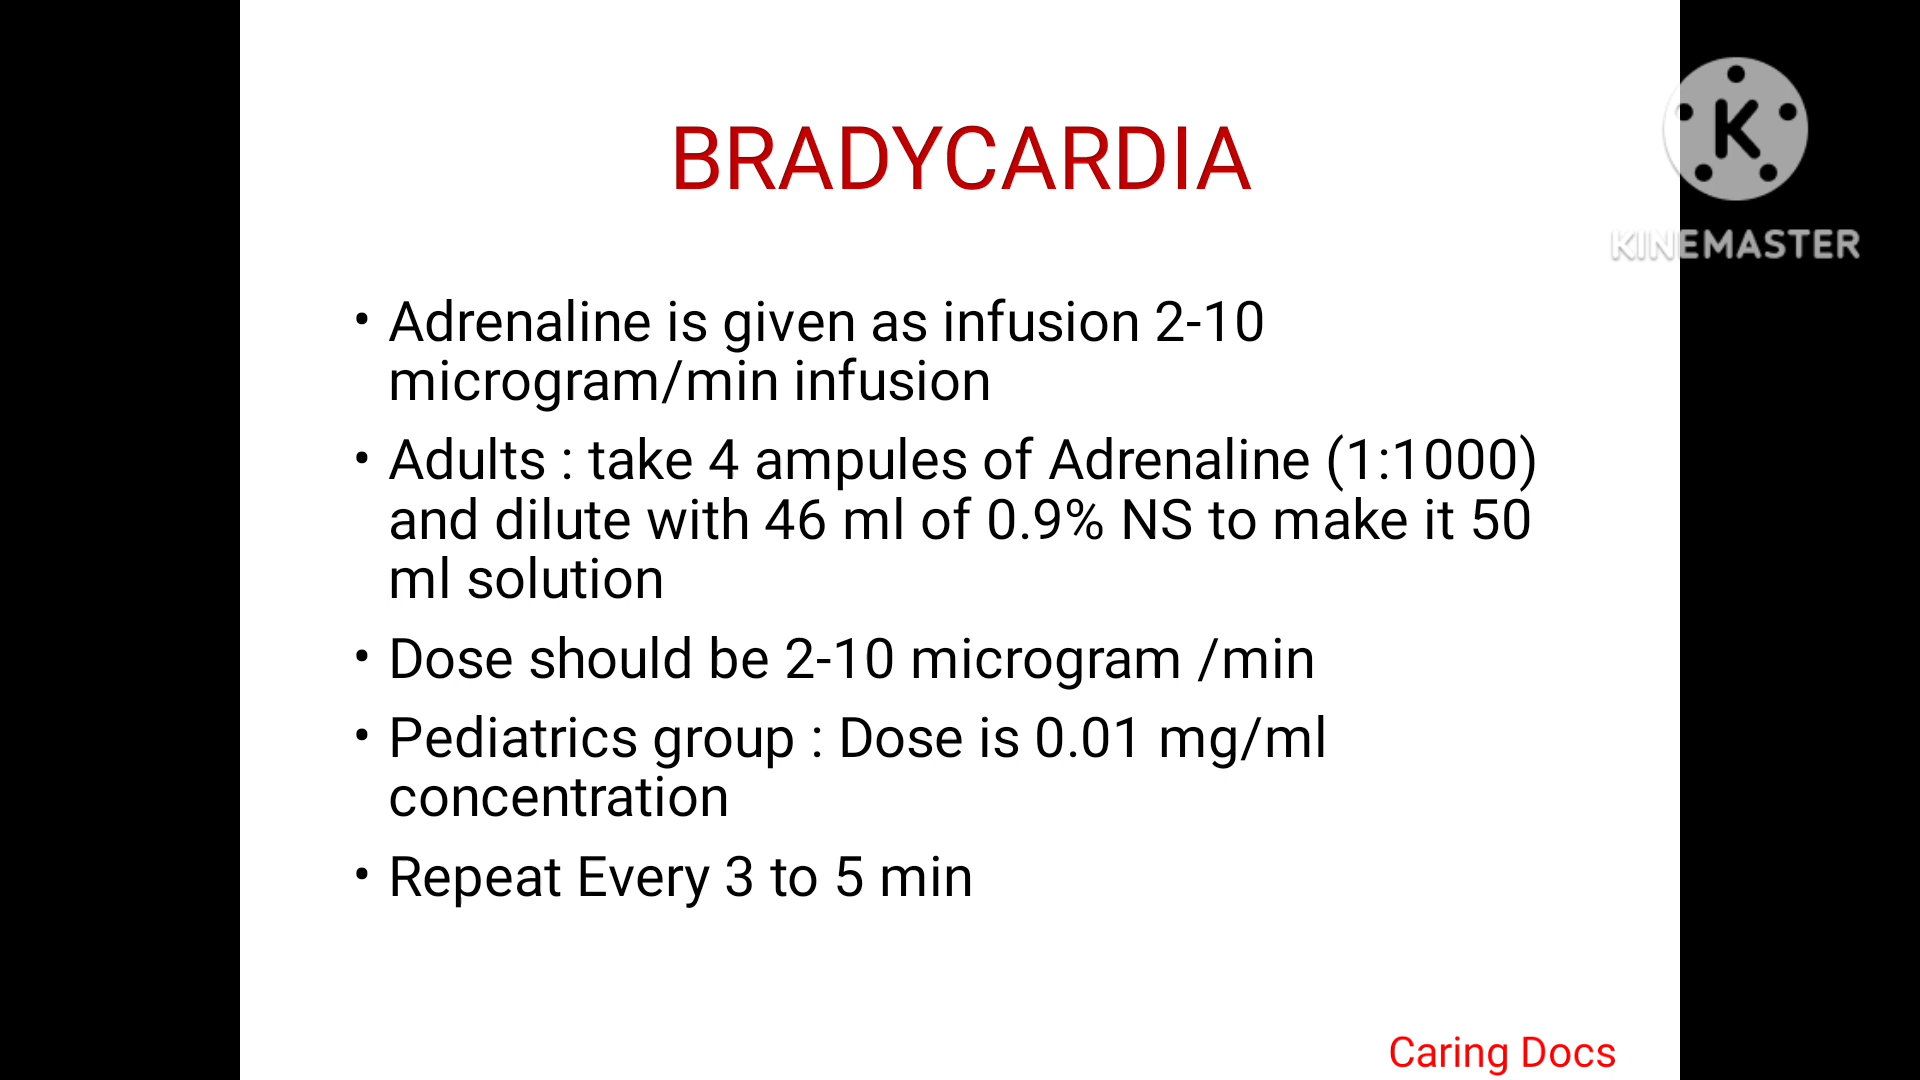 BRADYCARDIA
K
KINEMASTER
• Adrenaline is given as infusion 2-10
microgram/min infusion
• Adults : take 4 ampules of Adrenaline (1:1000)
and dilute with 46 ml of 0.9% NS to make it 50
ml solution
• Dose should be 2-10 microgram /min
• Pediatrics group : Dose is 0.01 mg/ml
concentration
• Repeat Every 3 to 5 min
Caring Docs